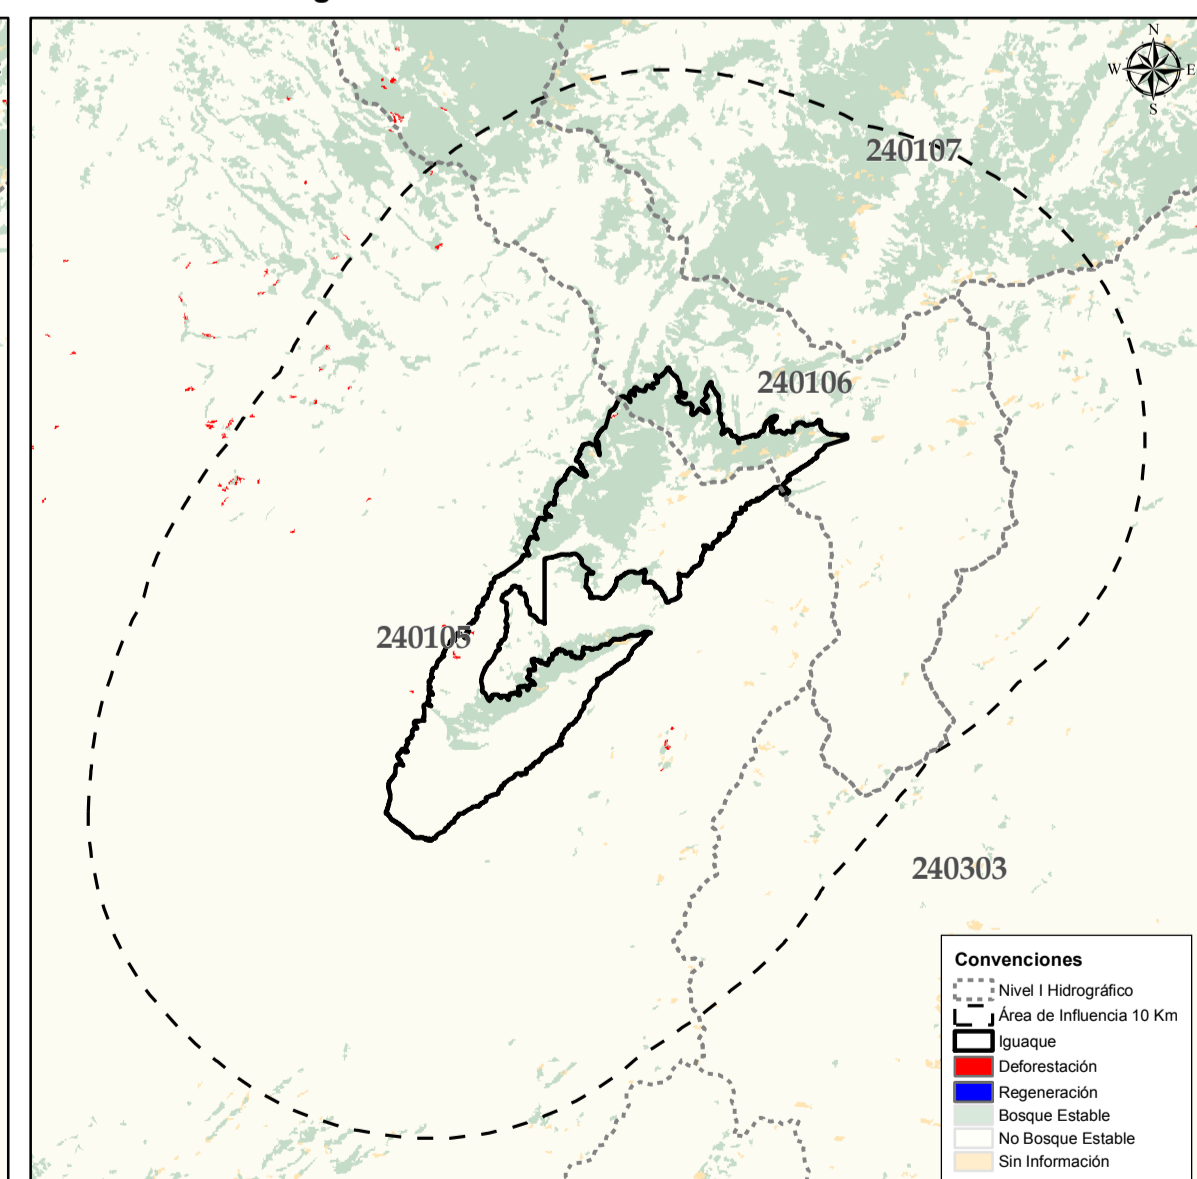 N
W E
S
240107
240106
240105
240303
Convenciones
Nivel I Hidrográfico
Área de Influencia 10 Km
Iguaque
Deforestación
Regeneración
Bosque Estable
No Bosque Estable
Sin Información